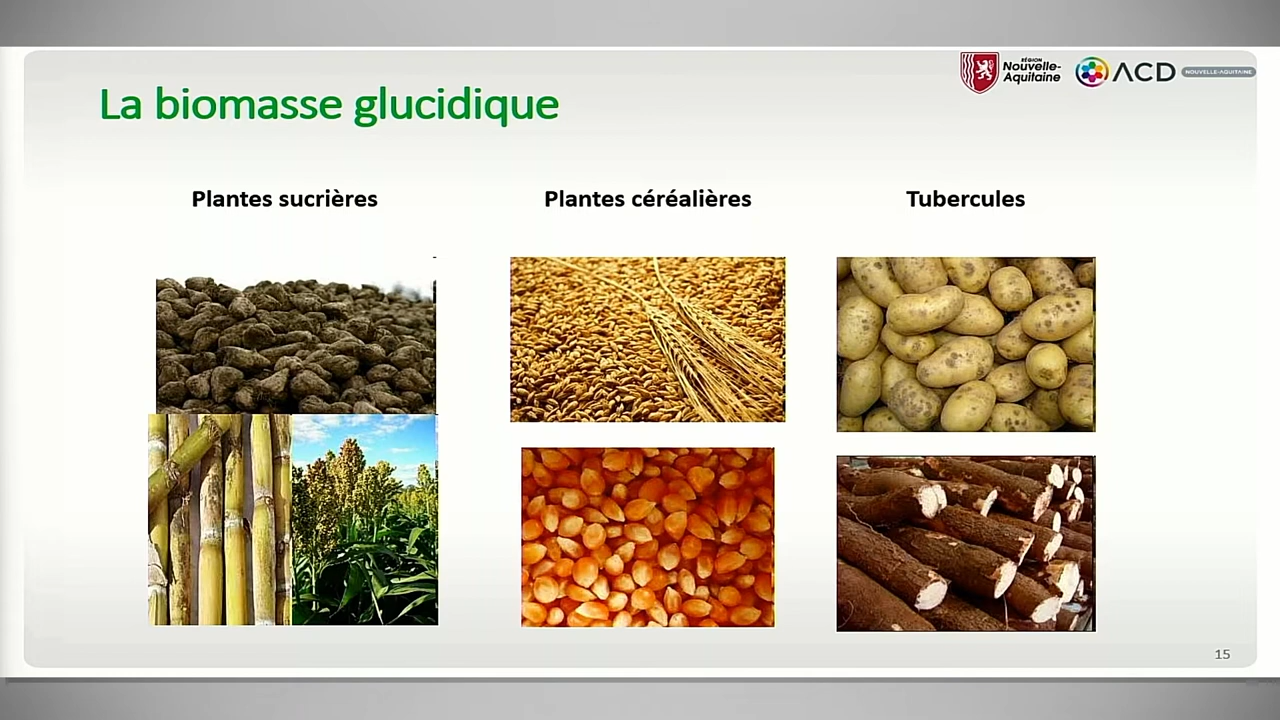 RÉGION
Nouvelle-
Aquitaine
ACD
NOUVELLE-AQUITAINE
La biomasse glucidique
Plantes sucrières
Plantes céréalières
Tubercules
15